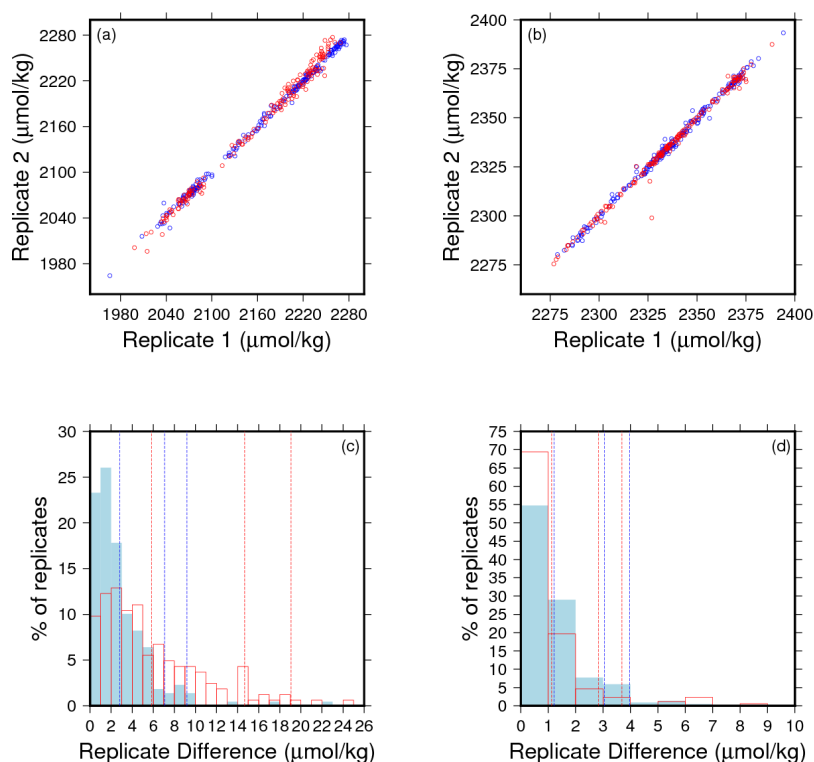 (a)
2280
2220
2160
2100
2040
1980
Replicate 2 (μmol/kg)
1980 2040 2100 2160 2220 2280
Replicate 1 (μmol/kg)
(b)
2400
2375
2350
2325
2300
2275
Replicate 2 (μmol/kg)
2275 2300 2325 2350 2375 2400
Replicate 1 (μmol/kg)
(c)
30
25
20
15
10
5
0
% of replicates
0 2 4 6 8 10 12 14 16 18 20 22 24 26
Replicate Difference (μmol/kg)
(d)
75
70
65
60
55
50
45
40
35
30
25
20
15
10
5
0
% of replicates
0 1 2 3 4 5 6 7 8 9 10
Replicate Difference (μmol/kg)